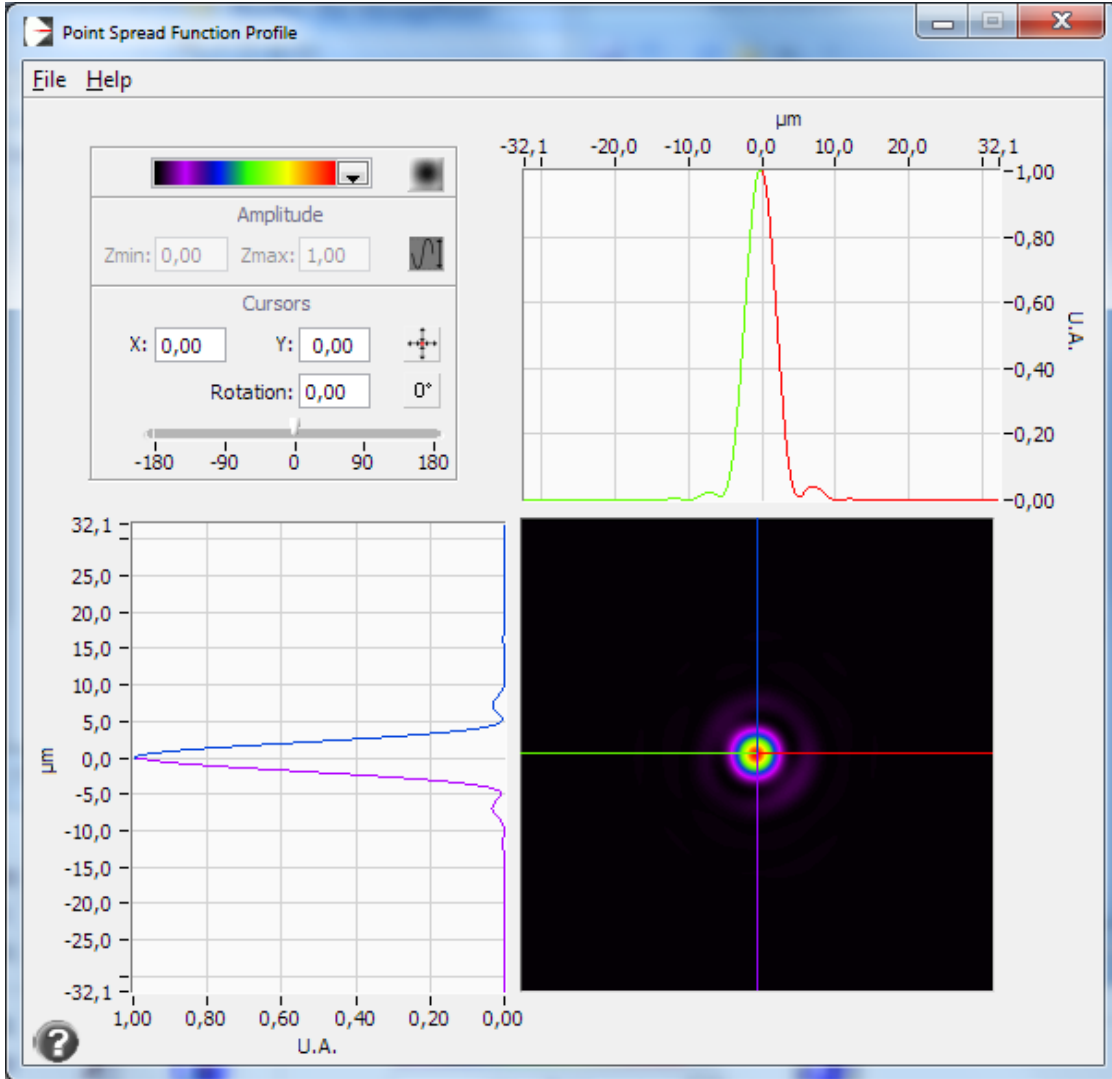 Point Spread Function Profile
File Help
µm
-32,1 -20,0 -10,0 0,0 10,0 20,0 32,1
1,00
0,80
0,60
0,40
0,20
0,00
U.A.
Amplitude
Zmin: 0,00 Zmax: 1,00
Cursors
X: 0,00 Y: 0,00
Rotation: 0,00 0°
-180 -90 0 90 180
32,1
25,0
20,0
15,0
10,0
5,0
0,0
-5,0
-10,0
-15,0
-20,0
-25,0
-32,1
µm
1,00 0,80 0,60 0,40 0,20 0,00
U.A.
?